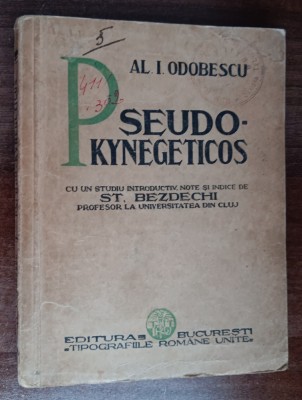 5
AL. I. ODOBESCU
PSEUDO-
KYNEGETICOS
CU UN STUDIU INTRODUCTIV, NOTE ȘI INDICE DE
ST. BEZDECHI
PROFESOR LA UNIVERSITATEA DIN CLUJ
EDITURA BUCUREȘTI
"TIPOGRAFIILE ROMÂNE UNITE"